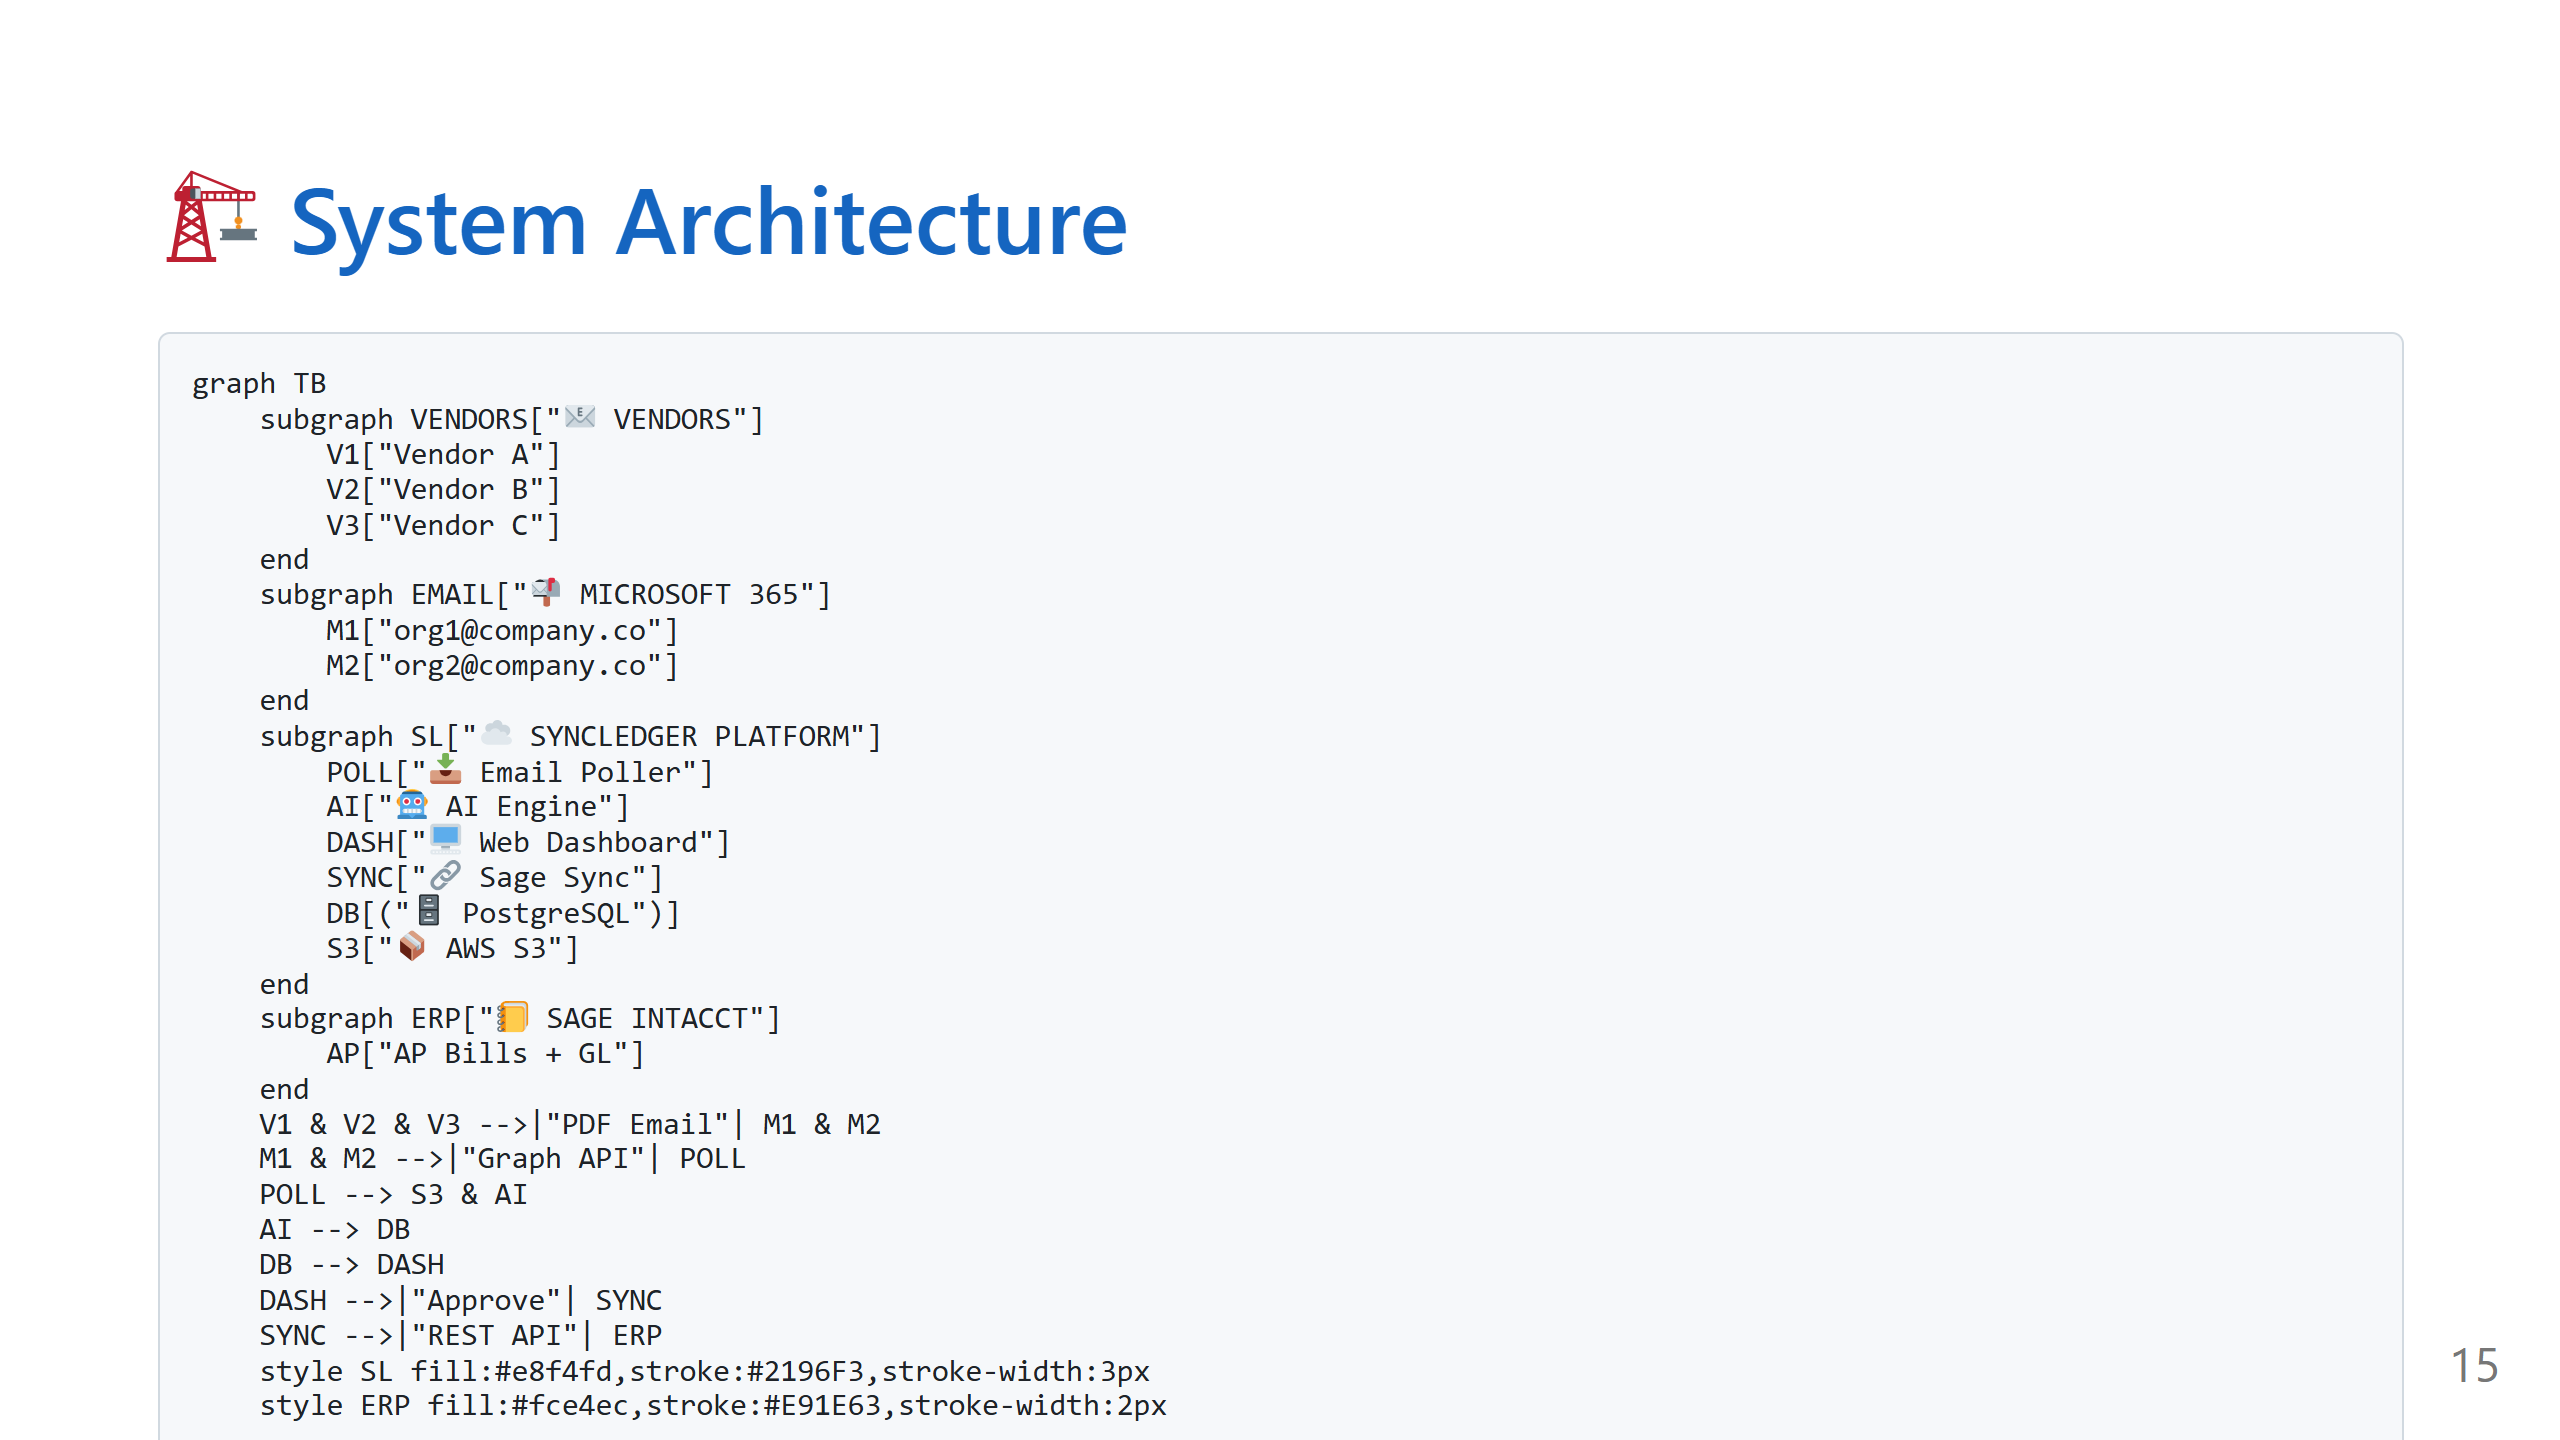 🏗️ System Architecture
graph TB
    subgraph VENDORS["📧 VENDORS"]
        V1["Vendor A"]
        V2["Vendor B"]
        V3["Vendor C"]
    end
    subgraph EMAIL["📬 MICROSOFT 365"]
        M1["org1@company.co"]
        M2["org2@company.co"]
    end
    subgraph SL["☁️ SYNCLEDGER PLATFORM"]
        POLL["📥 Email Poller"]
        AI["🤖 AI Engine"]
        DASH["🖥️ Web Dashboard"]
        SYNC["🔗 Sage Sync"]
        DB[("🗄️ PostgreSQL")]
        S3["📦 AWS S3"]
    end
    subgraph ERP["📒 SAGE INTACCT"]
        AP["AP Bills + GL"]
    end
    V1 & V2 & V3 -->|"PDF Email"| M1 & M2
    M1 & M2 -->|"Graph API"| POLL
    POLL --> S3 & AI
    AI --> DB
    DB --> DASH
    DASH -->|"Approve"| SYNC
    SYNC -->|"REST API"| ERP
    style SL fill:#e8f4fd,stroke:#2196F3,stroke-width:3px
    style ERP fill:#fce4ec,stroke:#E91E63,stroke-width:2px
15